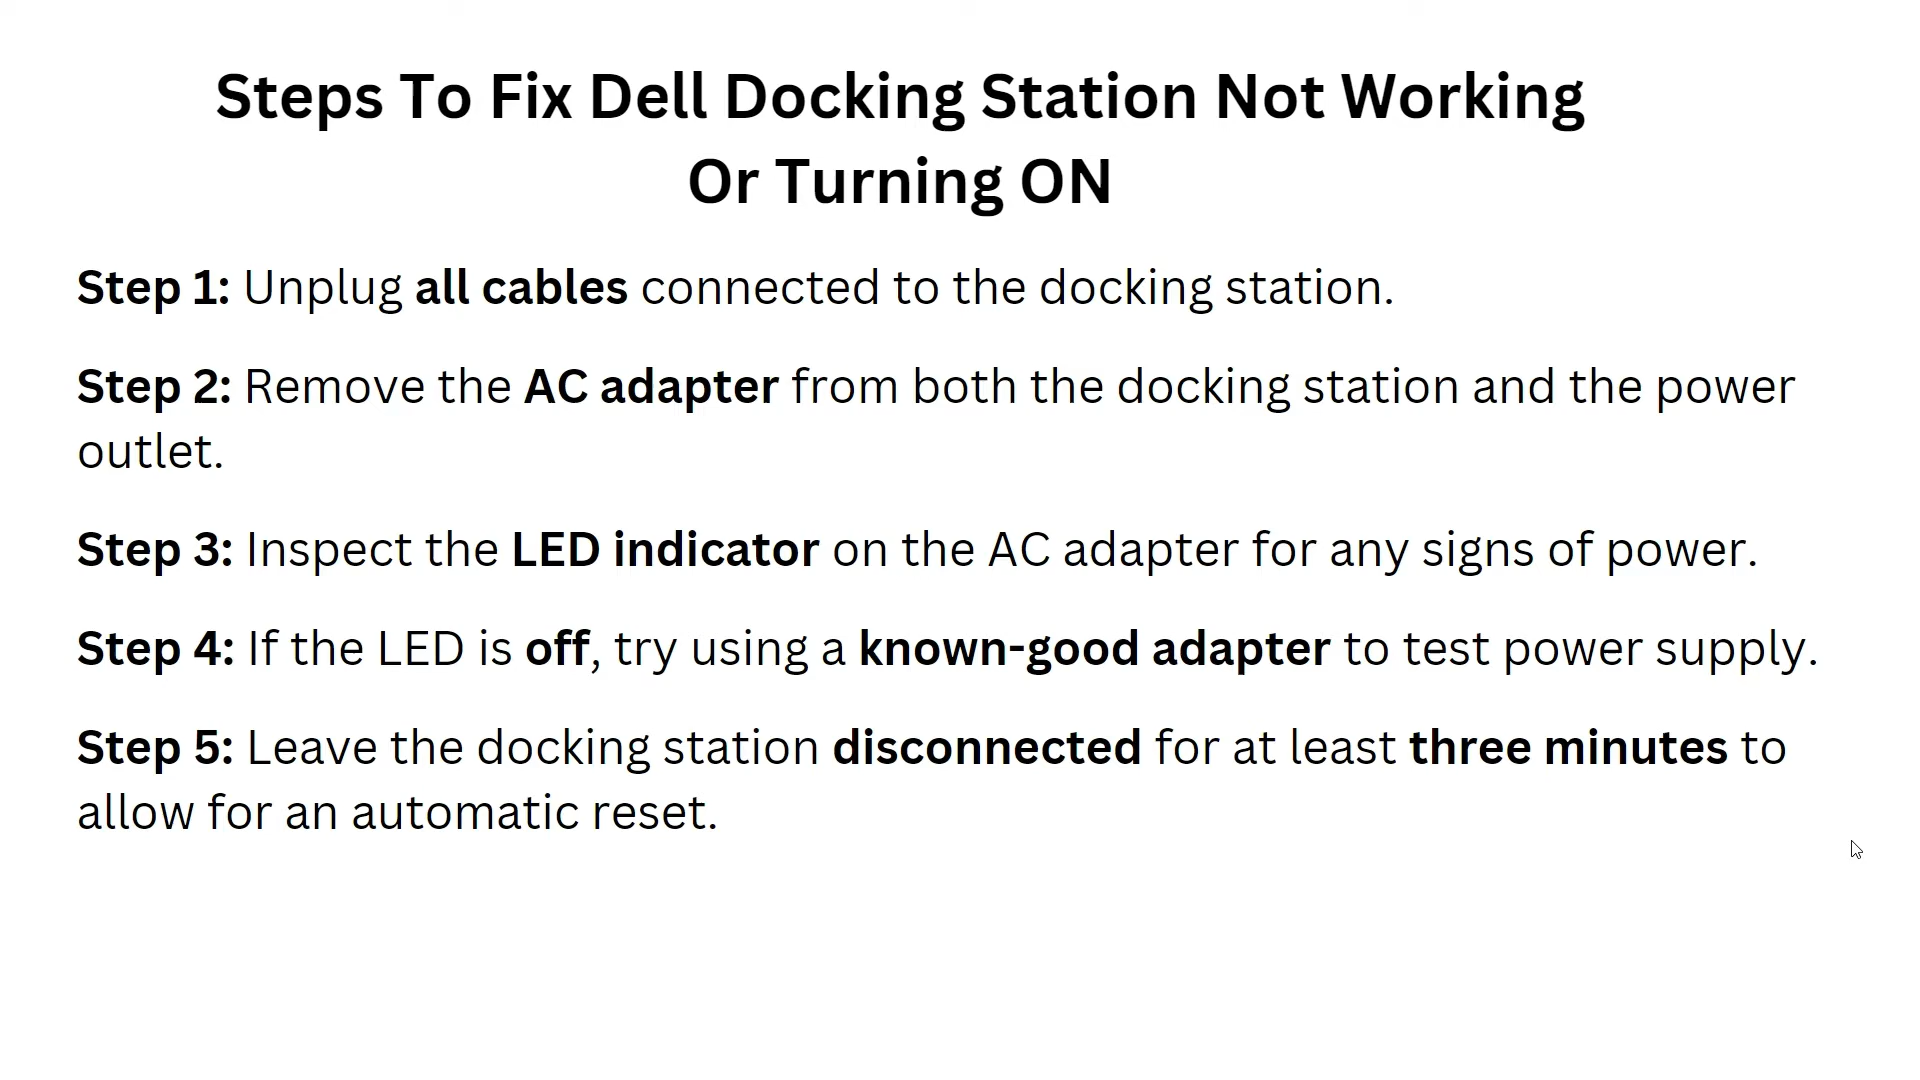 Steps To Fix Dell Docking Station Not Working
Or Turning ON
Step 1: Unplug all cables connected to the docking station.
Step 2: Remove the AC adapter from both the docking station and the power
outlet.
Step 3: Inspect the LED indicator on the AC adapter for any signs of power.
Step 4: If the LED is off, try using a known-good adapter to test power supply.
Step 5: Leave the docking station disconnected for at least three minutes to
allow for an automatic reset.